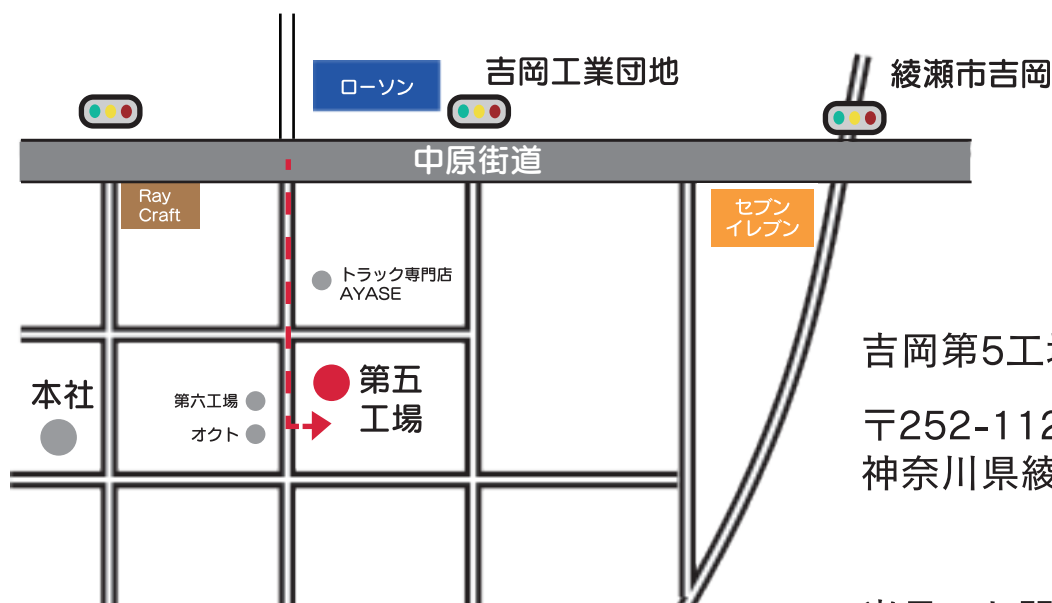 ローソン
吉岡工業団地
綾瀬市吉岡
中原街道
Ray
Craft
セブン
イレブン
トラック専門店
AYASE
本社
第六工場
オクト
第五
工場
吉岡第5工
〒252-112
神奈川県綾